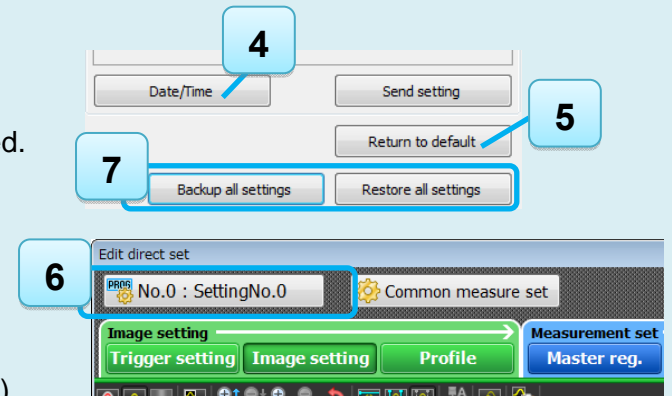 4
Date/Time
Send setting
5
ed.
Return to default
7
Backup all settings
Restore all settings
Edit direct set
6
PROG No.0 : SettingNo.0
Common measure set
Image setting
Measurement set
Trigger setting
Image setting
Profile
Master reg.
)